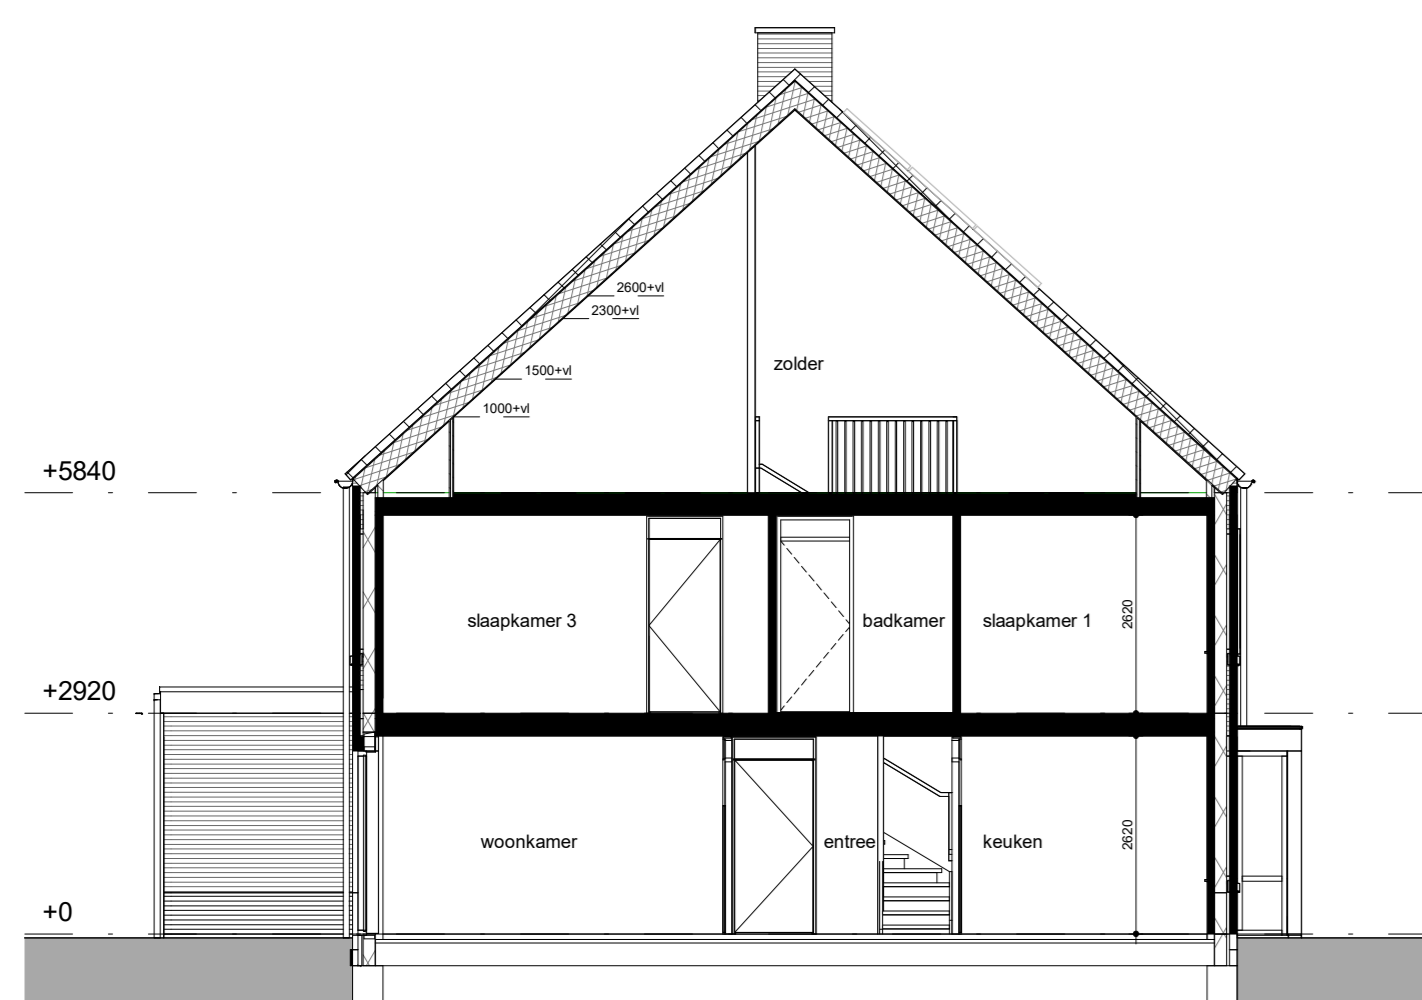 2600+vl
2300+vl
zolder
1500+vl
1000+vl
+5840
slaapkamer 3
badkamer
slaapkamer 1
2620
+2920
woonkamer
entree
keuken
2620
+0